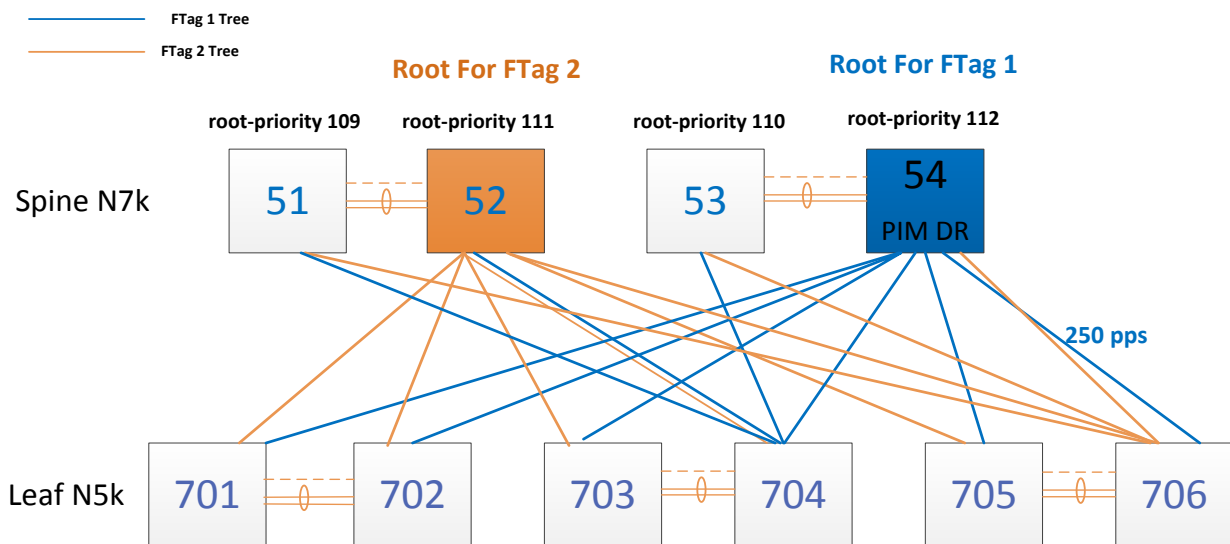 FTag 1 Tree
FTag 2 Tree
Root For FTag 2
Root For FTag 1
root-priority 109
root-priority 111
root-priority 110
root-priority 112
Spine N7k
51
52
53
54
PIM DR
250 pps
Leaf N5k
701
702
703
704
705
706